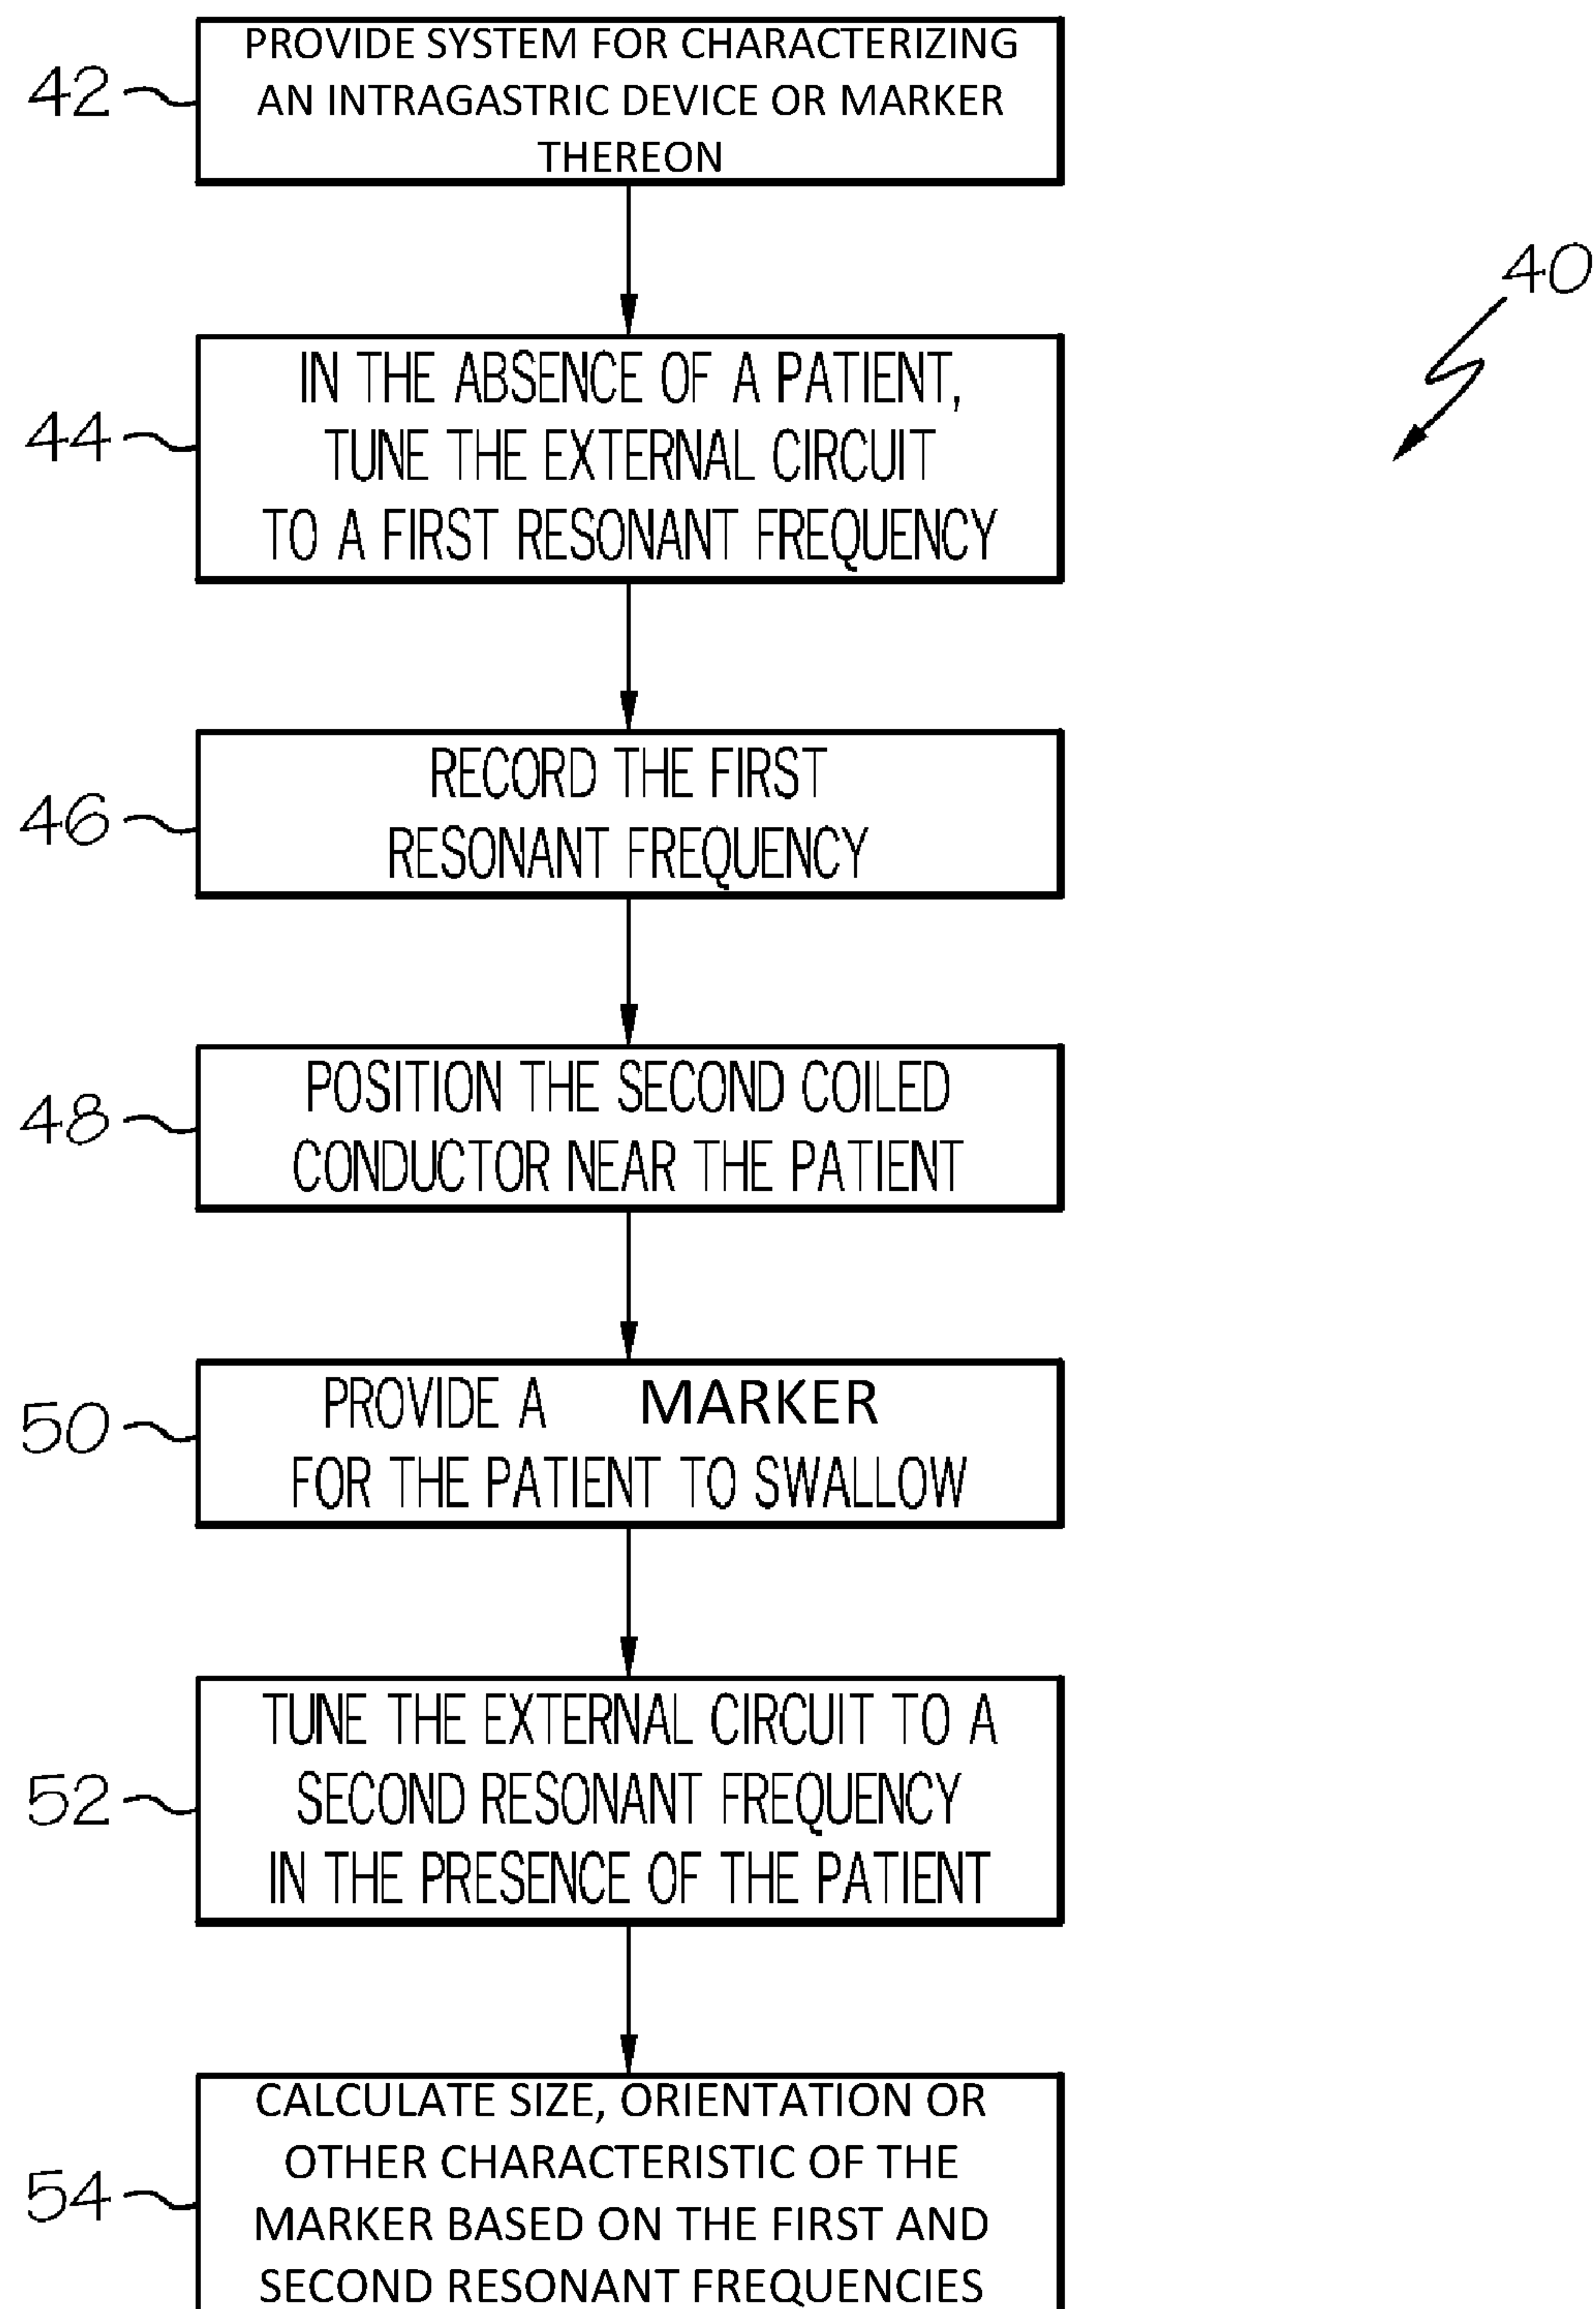 42
PROVIDE SYSTEM FOR CHARACTERIZING
AN INTRAGASTRIC DEVICE OR MARKER
THEREON
40
44
IN THE ABSENCE OF A PATIENT,
TUNE THE EXTERNAL CIRCUIT
TO A FIRST RESONANT FREQUENCY
46
RECORD THE FIRST
RESONANT FREQUENCY
48
POSITION THE SECOND COILED
CONDUCTOR NEAR THE PATIENT
50
PROVIDE A MARKER
FOR THE PATIENT TO SWALLOW
52
TUNE THE EXTERNAL CIRCUIT TO A
SECOND RESONANT FREQUENCY
IN THE PRESENCE OF THE PATIENT
54
CALCULATE SIZE, ORIENTATION OR
OTHER CHARACTERISTIC OF THE
MARKER BASED ON THE FIRST AND
SECOND RESONANT FREQUENCIES